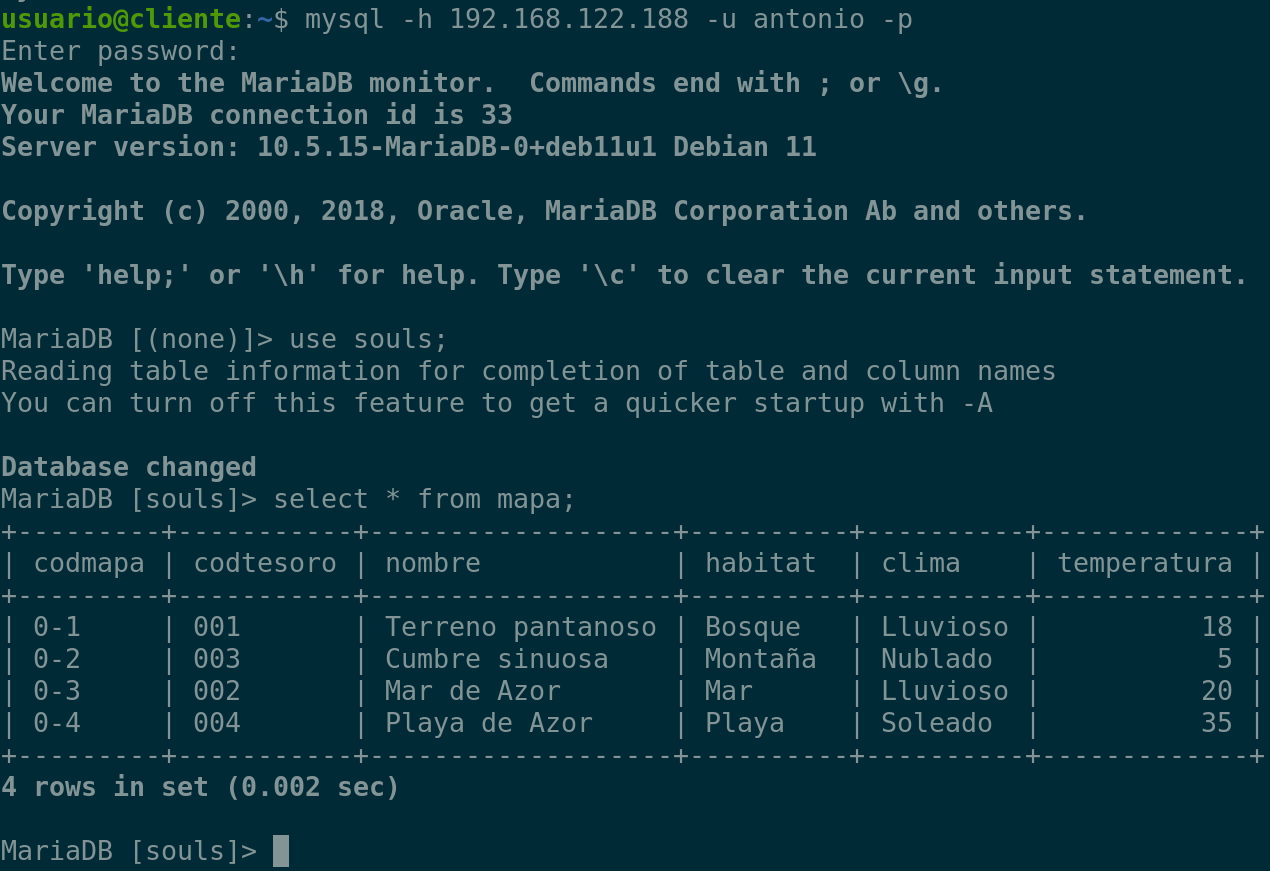 usuario@cliente:~$ mysql -h 192.168.122.188 -u antonio -p
Enter password:
Welcome to the MariaDB monitor.  Commands end with ; or \g.
Your MariaDB connection id is 33
Server version: 10.5.15-MariaDB-0+deb11u1 Debian 11

Copyright (c) 2000, 2018, Oracle, MariaDB Corporation Ab and others.

Type 'help;' or '\h' for help. Type '\c' to clear the current input statement.

MariaDB [(none)]> use souls;
Reading table information for completion of table and column names
You can turn off this feature to get a quicker startup with -A

Database changed
MariaDB [souls]> select * from mapa;
+---------+-----------+-------------------+----------+----------+-------------+
| codmapa | codtesoro | nombre            | habitat  | clima    | temperatura |
+---------+-----------+-------------------+----------+----------+-------------+
| 0-1     | 001       | Terreno pantanoso | Bosque   | Lluvioso |          18 |
| 0-2     | 003       | Cumbre sinuosa    | Montaña  | Nublado  |           5 |
| 0-3     | 002       | Mar de Azor       | Mar      | Lluvioso |          20 |
| 0-4     | 004       | Playa de Azor     | Playa    | Soleado  |          35 |
+---------+-----------+-------------------+----------+----------+-------------+
4 rows in set (0.002 sec)

MariaDB [souls]>